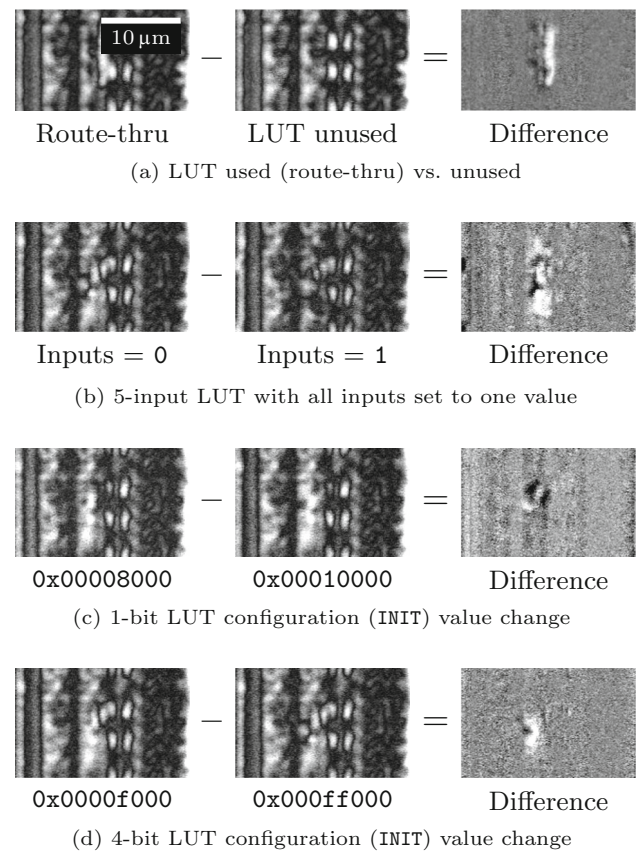 10 µm
− =
Route-thru LUT unused Difference
(a) LUT used (route-thru) vs. unused
− =
Inputs = 0 Inputs = 1 Difference
(b) 5-input LUT with all inputs set to one value
− =
0x00008000 0x00010000 Difference
(c) 1-bit LUT configuration (INIT) value change
− =
0x0000f000 0x000ff000 Difference
(d) 4-bit LUT configuration (INIT) value change